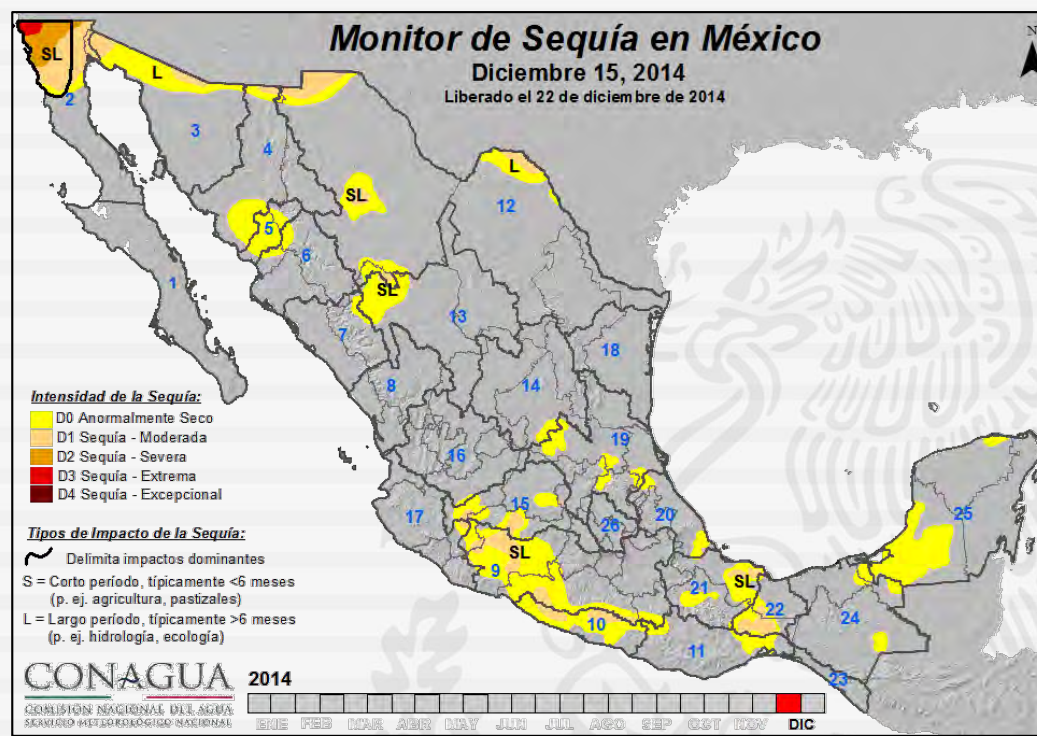 Monitor de Sequía en México
Diciembre 15, 2014
Liberado el 22 de diciembre de 2014
N
SL
L
2
3
4
L
12
SL
5
6
SL
1
13
7
18
8
14
19
16
15
17
26
20
25
SL
9
SL
21
22
10
24
11
23
Intensidad de la Sequía:
D0 Anormalmente Seco
D1 Sequía - Moderada
D2 Sequía - Severa
D3 Sequía - Extrema
D4 Sequía - Excepcional
Tipos de Impacto de la Sequía:
Delimita impactos dominantes
S = Corto período, típicamente <6 meses
(p. ej. agricultura, pastizales)
L = Largo período, típicamente >6 meses
(p. ej. hidrología, ecología)
CONAGUA
COMISIÓN NACIONAL DEL AGUA
SERVICIO METEOROLÓGICO NACIONAL
2014
ENE FEB MAR ABR MAY JUN JUL AGO SEP OCT NOV DIC